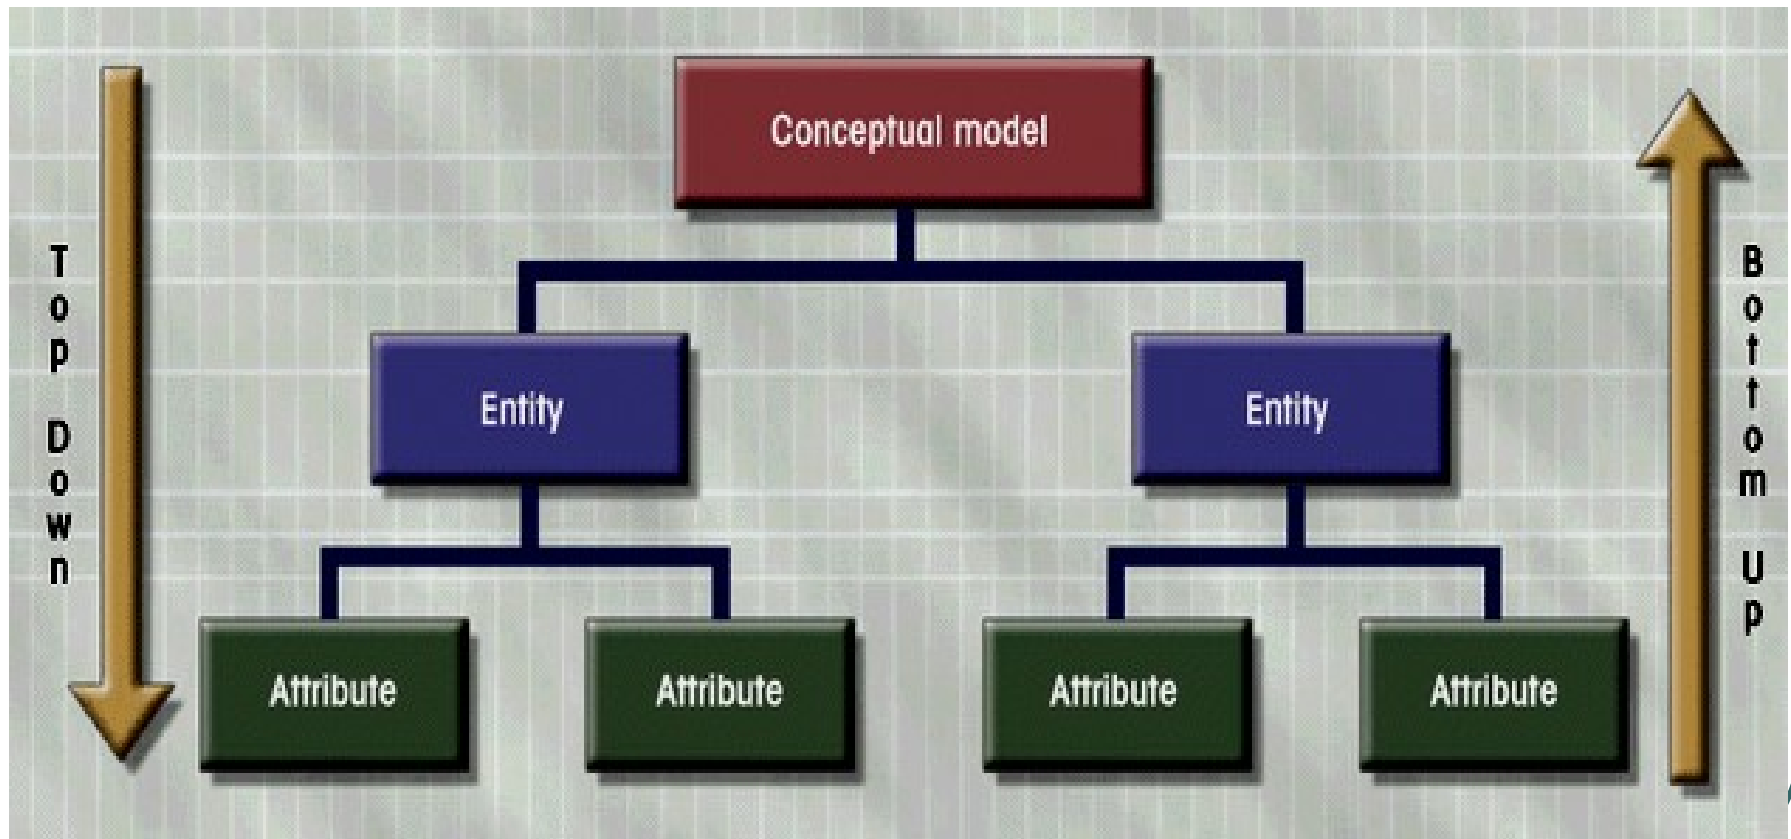 Conceptual model
Top Down
Bottom Up
Entity
Entity
Attribute
Attribute
Attribute
Attribute